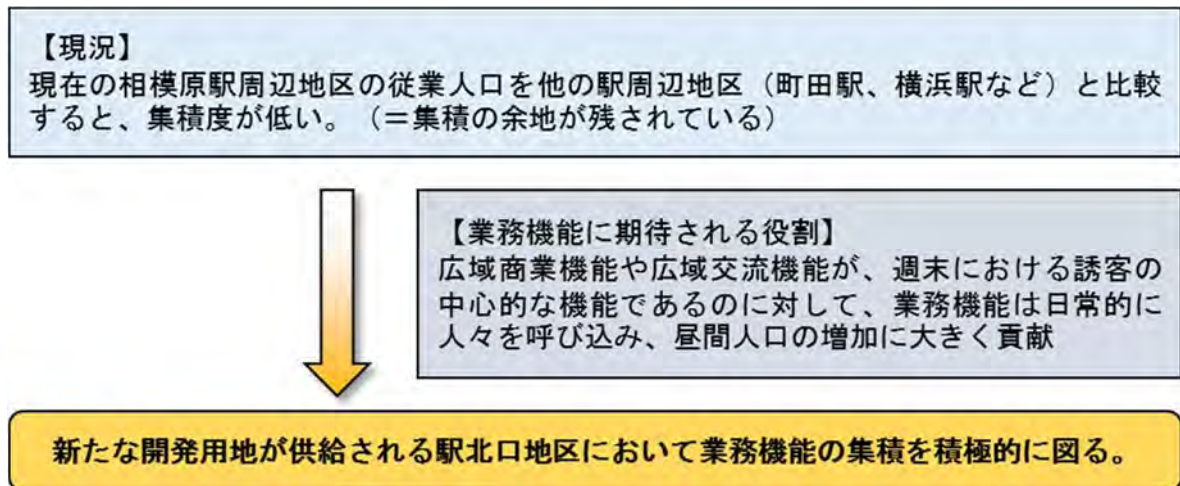 【現況】
現在の相模原駅周辺地区の従業人口を他の駅周辺地区（町田駅、横浜駅など）と比較
すると、集積度が低い。（＝集積の余地が残されている）
【業務機能に期待される役割】
広域商業機能や広域交流機能が、週末における誘客の
中心的な機能であるのに対して、業務機能は日常的に
人々を呼び込み、昼間人口の増加に大きく貢献
新たな開発用地が供給される駅北口地区において業務機能の集積を積極的に図る。